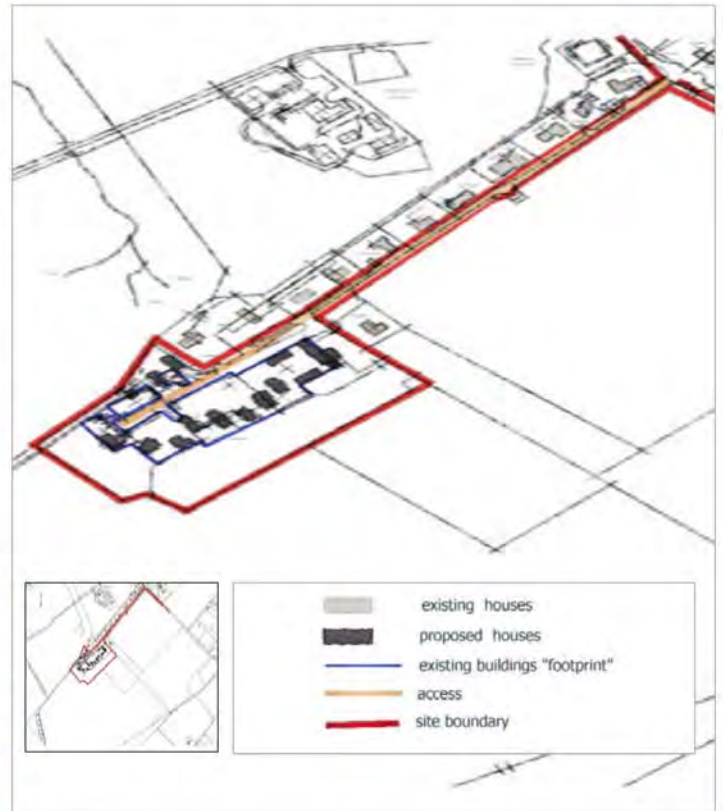 existing houses
proposed houses
existing buildings "footprint"
access
site boundary